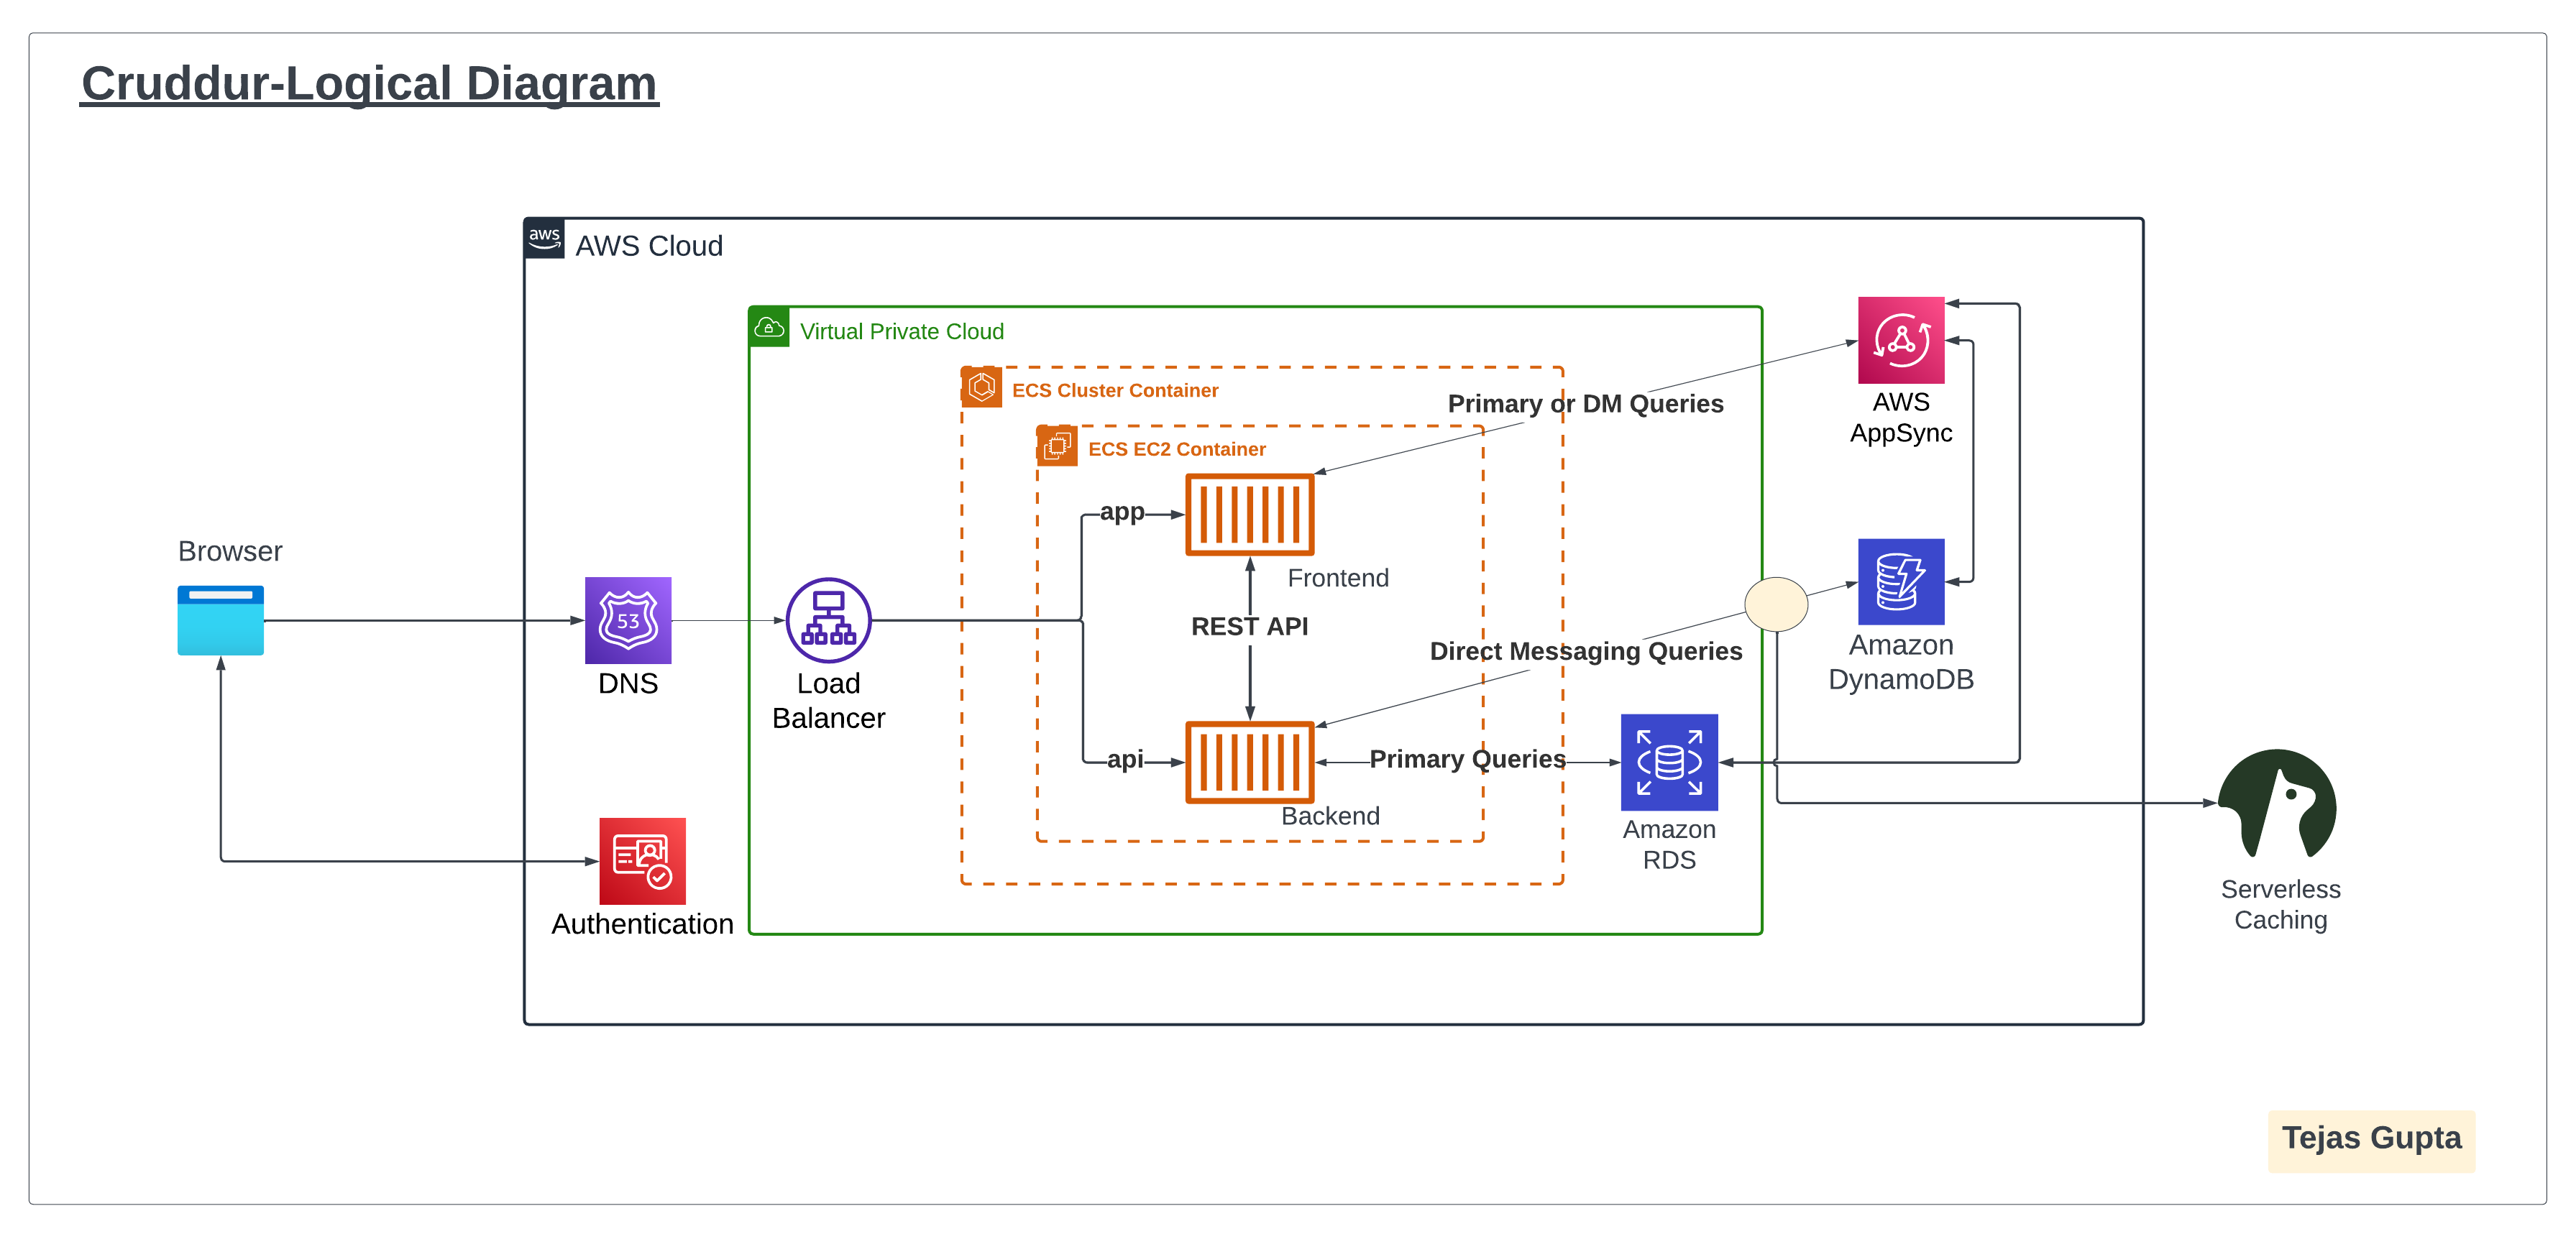 Cruddur-Logical Diagram
aws
AWS Cloud
Virtual Private Cloud
ECS Cluster Container
Primary or DM Queries
AWS
AppSync
ECS EC2 Container
app
Browser
Frontend
53
REST API
DNS
Load
Balancer
Direct Messaging Queries
Amazon
DynamoDB
api
Primary Queries
Backend
Amazon
RDS
Authentication
Serverless
Caching
Tejas Gupta